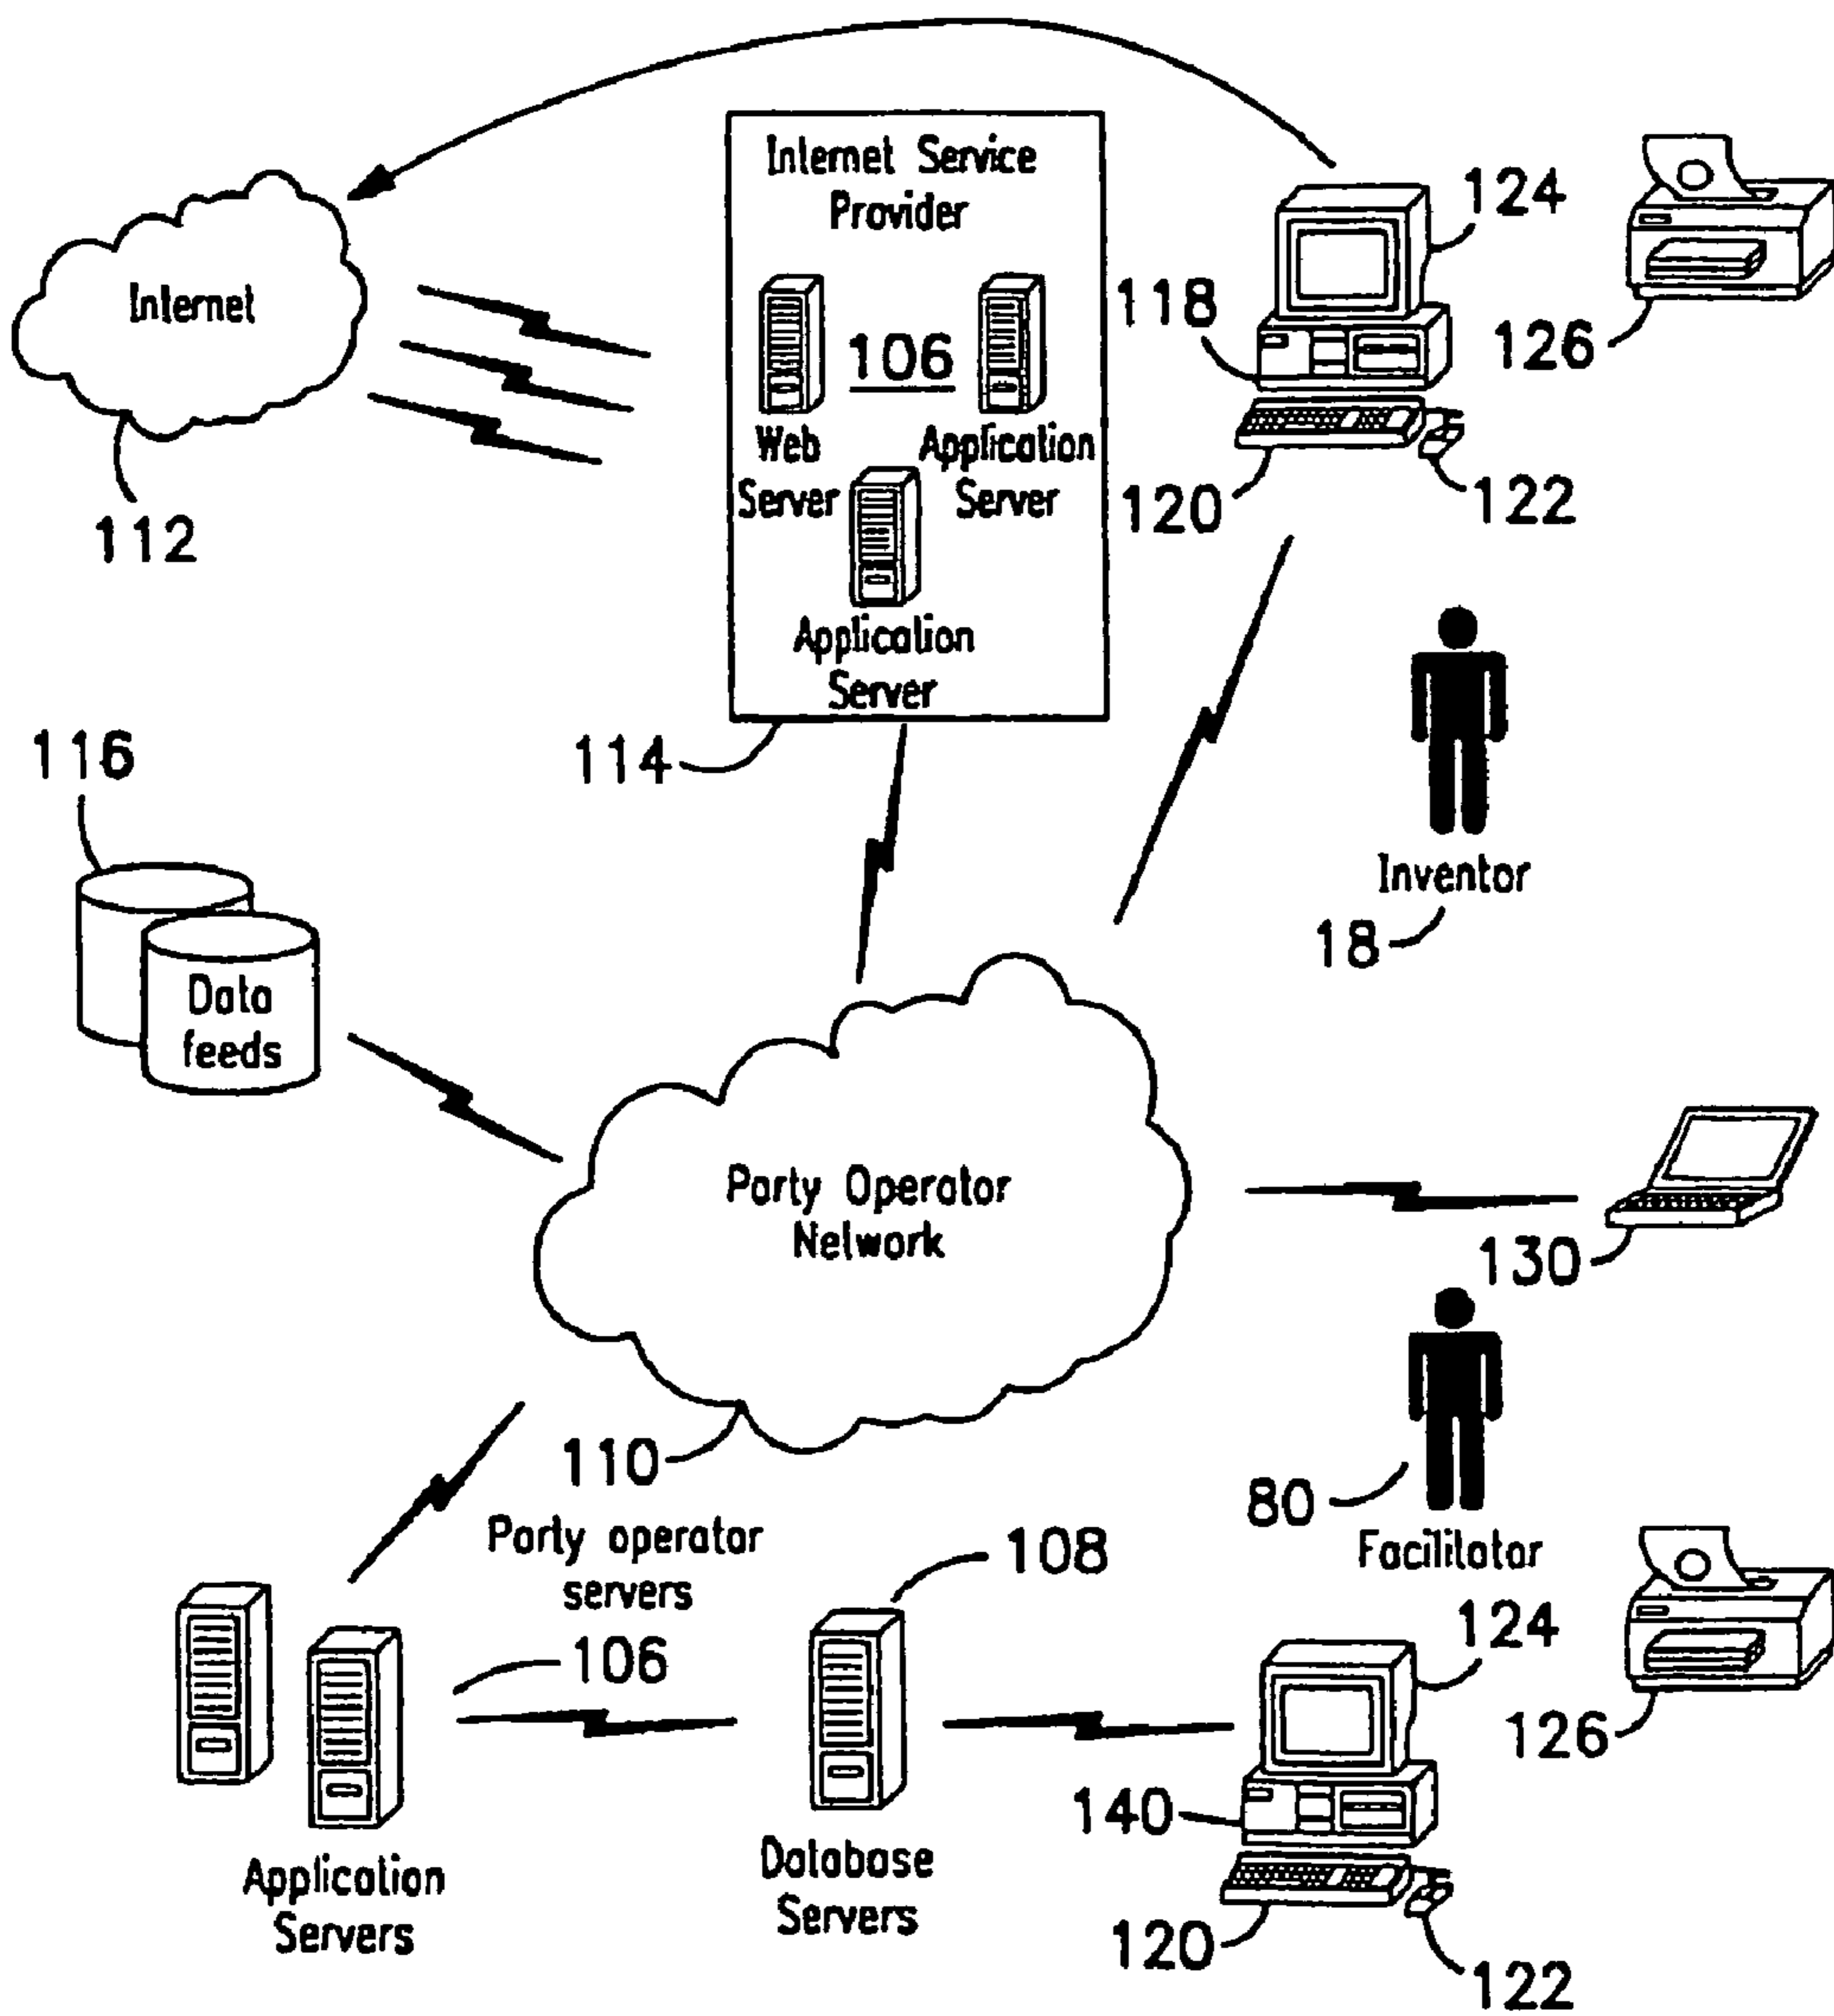 Internet Service
Provider
124
Internet
118
106
126
Web
Server
Application
Server
120
122
112
Application
Server
116
114
Inventor
18
Data
feeds
Party Operator
Network
130
110
80
Party operator
servers
108
Facilitator
124
106
126
140
Application
Servers
Database
Servers
120
122